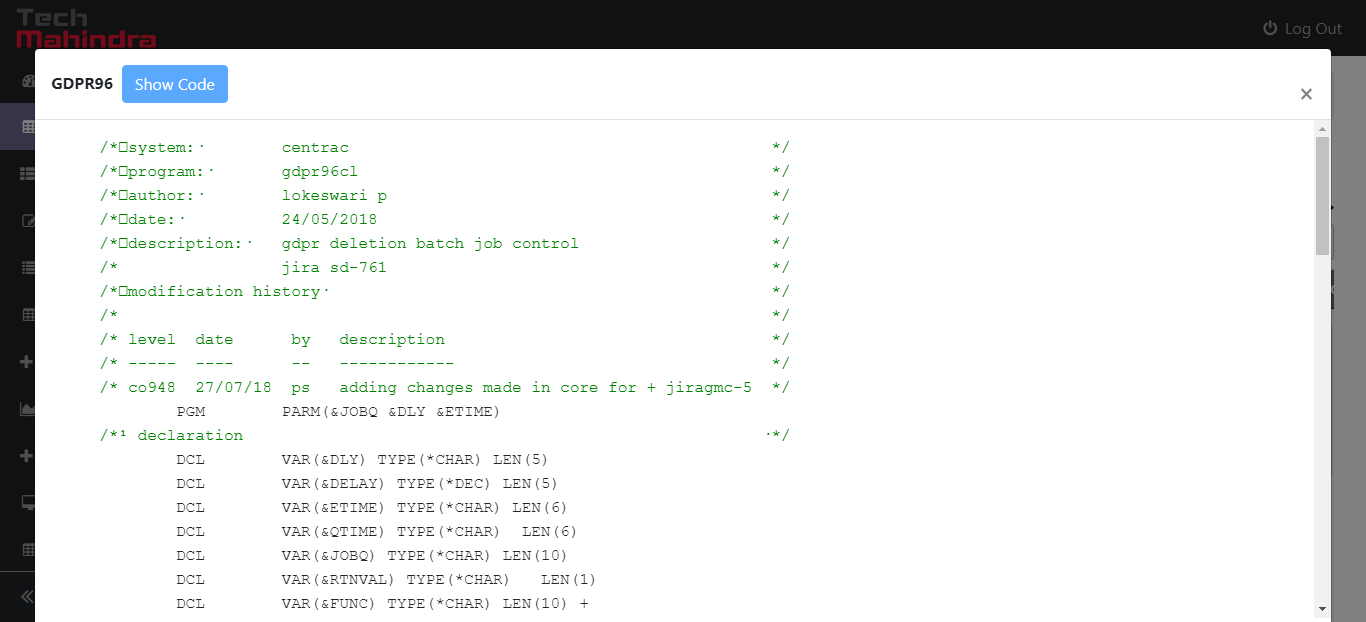 Tech
Mahindra
Log Out
GDPR96 Show Code
×
/*□system:· centrac */
/*□program:· gdpr96cl */
/*□author:· lokeswari p */
/*□date:· 24/05/2018 */
/*□description:· gdpr deletion batch job control */
/* jira sd-761 */
/*□modification history· */
/* */
/* level date by description */
/* ----- ---- -- ------------ */
/* co948 27/07/18 ps adding changes made in core for + jiragmc-5 */
PGM PARM(&JOBQ &DLY &ETIME)
/*¹ declaration ·*/
DCL VAR(&DLY) TYPE(*CHAR) LEN(5)
DCL VAR(&DELAY) TYPE(*DEC) LEN(5)
DCL VAR(&ETIME) TYPE(*CHAR) LEN(6)
DCL VAR(&QTIME) TYPE(*CHAR) LEN(6)
DCL VAR(&JOBQ) TYPE(*CHAR) LEN(10)
DCL VAR(&RTNVAL) TYPE(*CHAR) LEN(1)
DCL VAR(&FUNC) TYPE(*CHAR) LEN(10) +